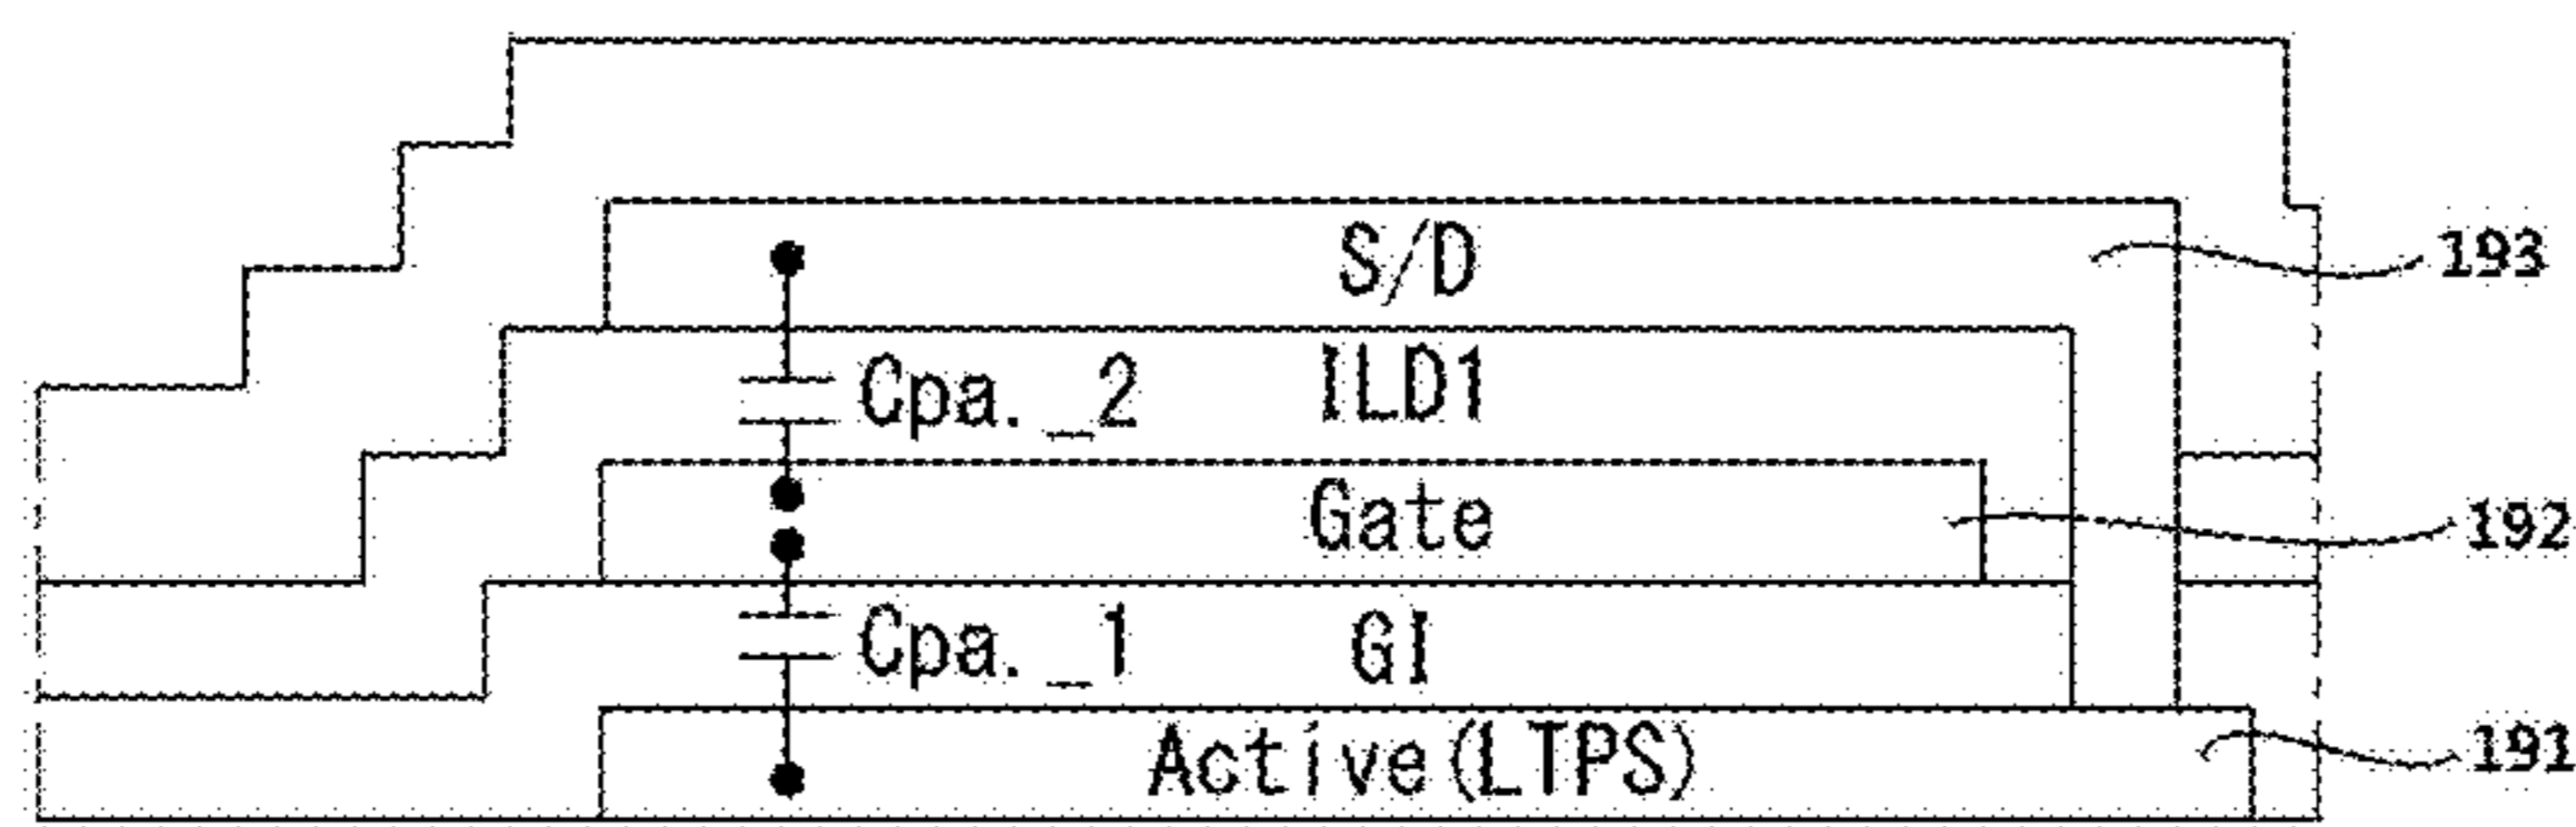 S/D
193
Cpa._2
ILD1
Gate
192
Cpa._1
GI
Active(LTPS)
191